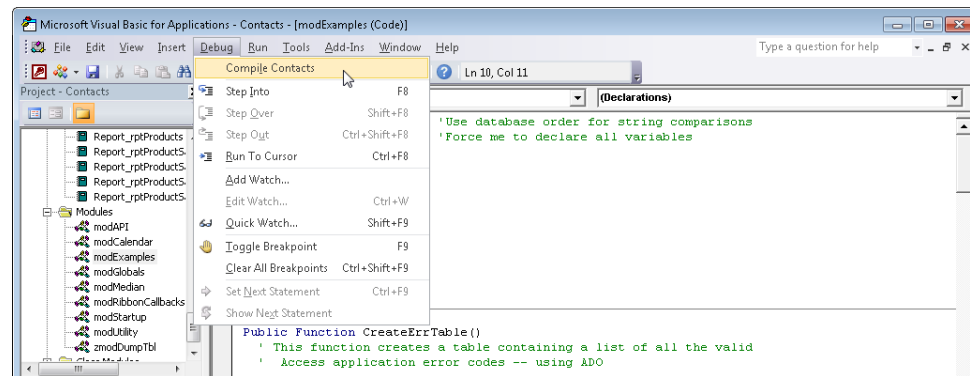 Microsoft Visual Basic for Applications - Contacts - [modExamples (Code)]
File Edit View Insert Debug Run Tools Add-Ins Window Help Type a question for help
Ln 10, Col 11
Project - Contacts
(Declarations)
Compile Contacts
Step Into F8
Step Over Shift+F8
Step Out Ctrl+Shift+F8
Run To Cursor Ctrl+F8
Add Watch...
Edit Watch... Ctrl+W
Quick Watch... Shift+F9
Toggle Breakpoint F9
Clear All Breakpoints Ctrl+Shift+F9
Set Next Statement Ctrl+F9
Show Next Statement
Report_rptProducts
Report_rptProductS
Report_rptProductS
Report_rptProductS
Report_rptProductS
Modules
modAPI
modCalendar
modExamples
modGlobals
modMedian
modRibbonCallbacks
modStartup
modUtility
zmodDumpTbl
'Use database order for string comparisons
'Force me to declare all variables
Public Function CreateErrTable()
' This function creates a table containing a list of all the valid
' Access application error codes -- using ADO